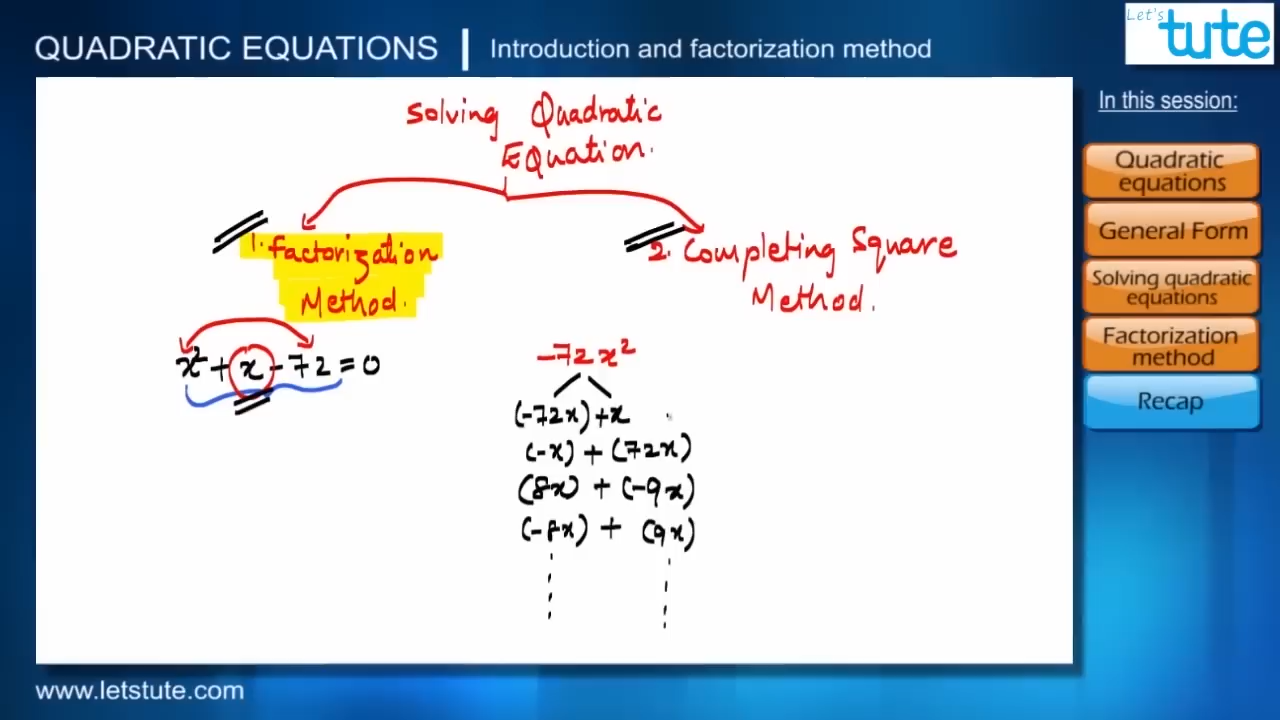 Let's
tute
QUADRATIC EQUATIONS | Introduction and factorization method
In this session:
Quadratic
equations
General Form
Solving quadratic
equations
Factorization
method
Recap
Solving Quadratic
EQuation.
1. Factorization
Method.
2. Completing Square
Method.
x² + x - 72 = 0
-72x²
(-72x) + x
(-x) + (72x)
(8x) + (-9x)
(-8x) + (9x)
www.letstute.com